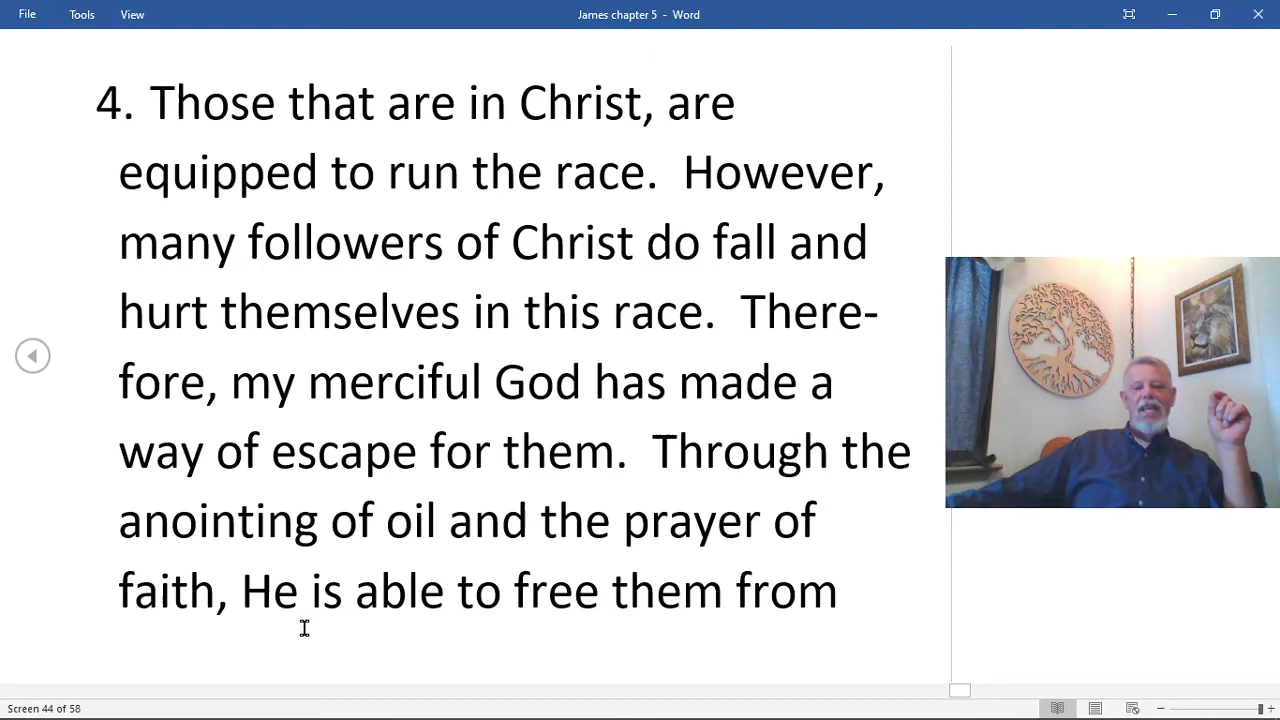 File Tools View James chapter 5 - Word
4. Those that are in Christ, are
equipped to run the race. However,
many followers of Christ do fall and
hurt themselves in this race. There-
fore, my merciful God has made a
way of escape for them. Through the
anointing of oil and the prayer of
faith, He is able to free them from
Screen 44 of 58